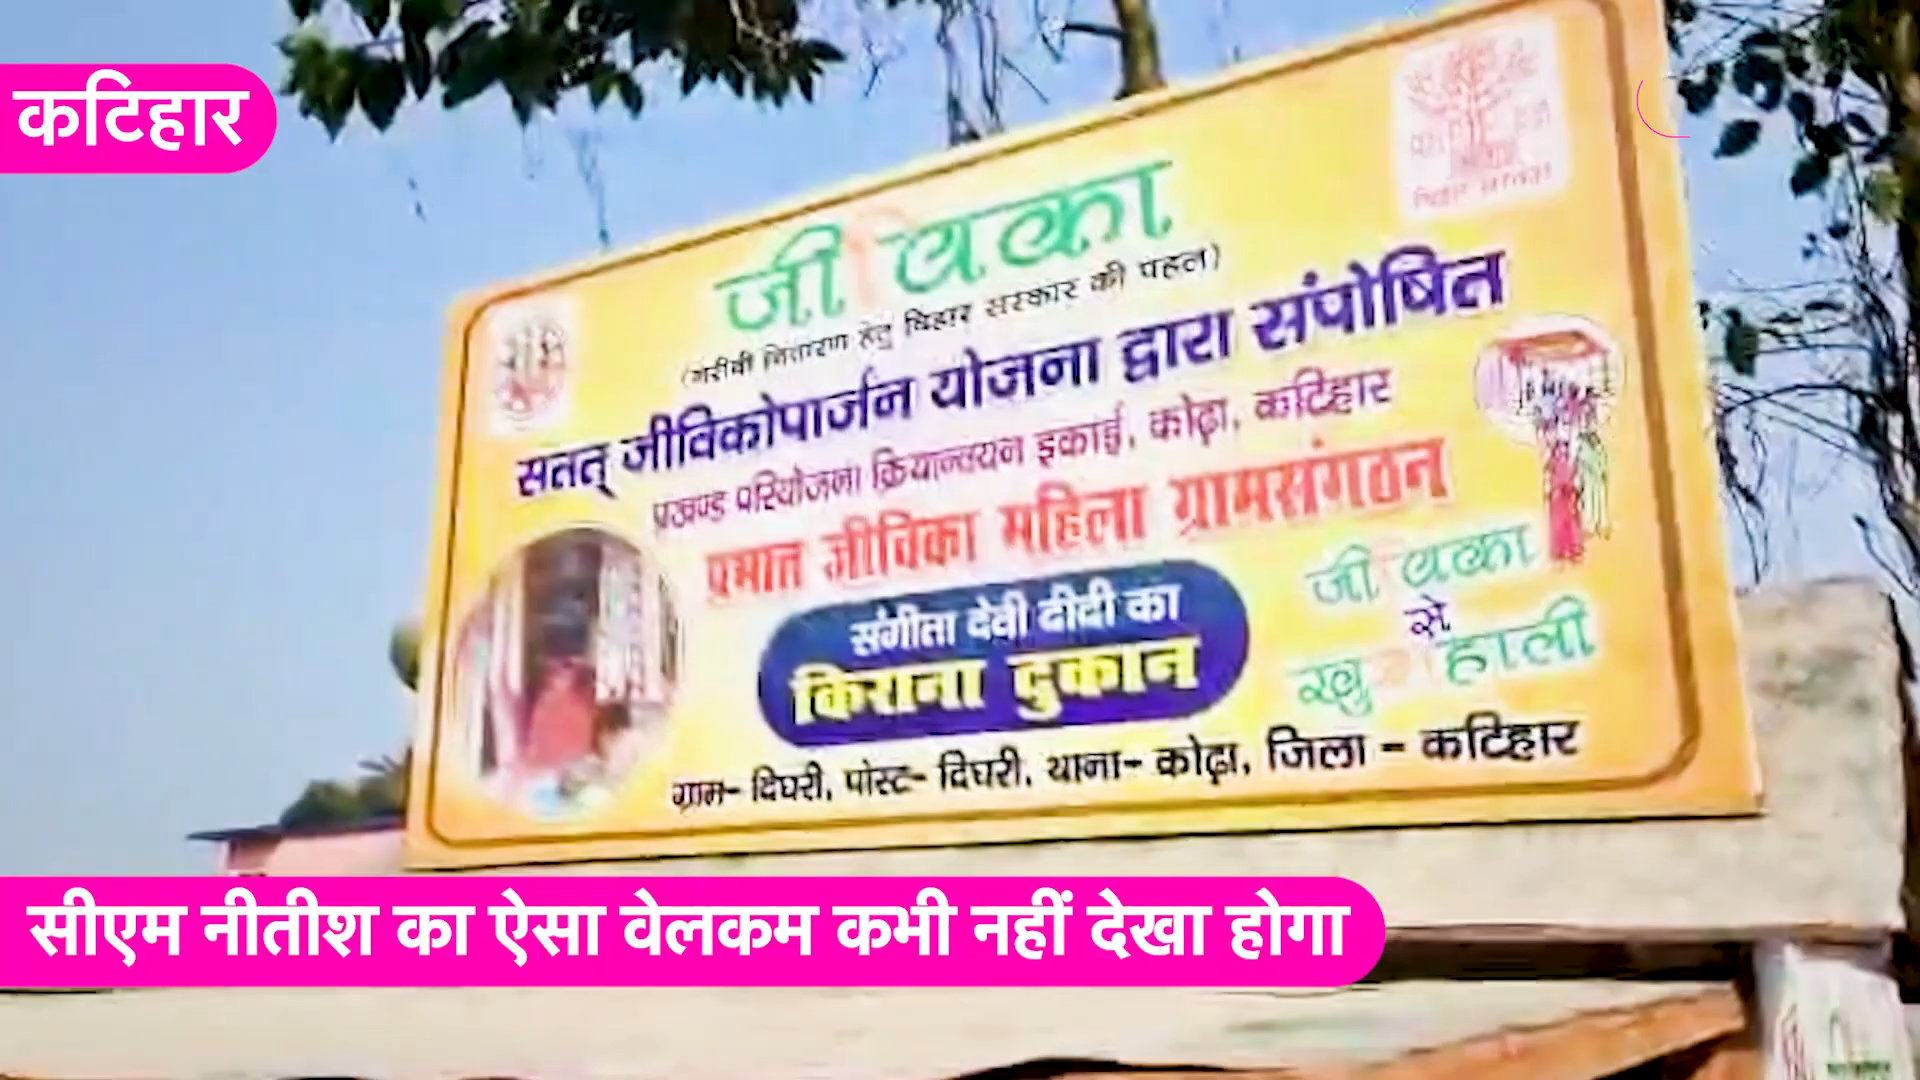 कटिहार
जीविका
(गरीबी निवारण हेतु बिहार सरकार की पहल)
बिहार सरकार
सतत् जीविकोपार्जन योजना द्वारा संपोषित
प्रखण्ड परियोजना क्रियान्वयन इकाई, कोढ़ा, कटिहार
प्रभात जीविका महिला ग्रामसंगठन
संगीता देवी दीदी का
किराना दुकान
जीविका
से
खुशहाली
ग्राम- दिघरी, पोस्ट- दिघरी, थाना- कोढ़ा, जिला - कटिहार
सीएम नीतीश का ऐसा वेलकम कभी नहीं देखा होगा